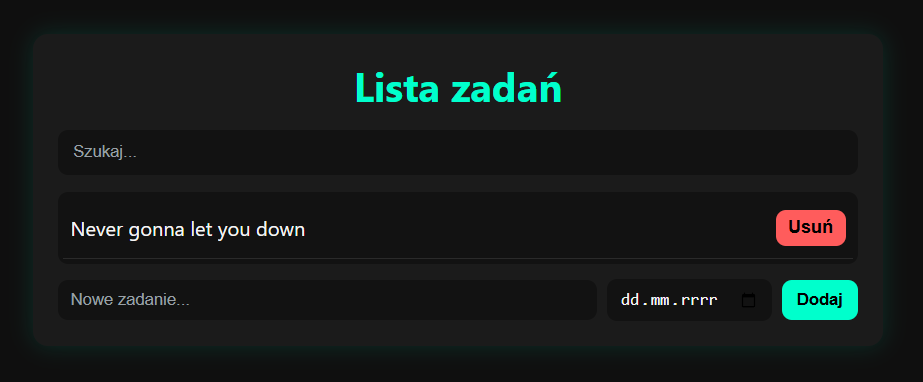 Lista zadań
Szukaj...
Never gonna let you down Usuń
Nowe zadanie... dd.mm.rrrr Dodaj